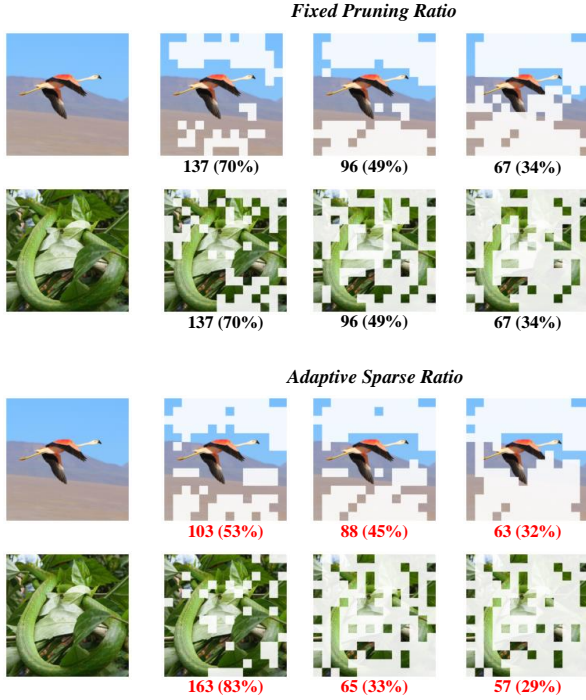 Fixed Pruning Ratio
137 (70%) 96 (49%) 67 (34%)
137 (70%) 96 (49%) 67 (34%)
Adaptive Sparse Ratio
103 (53%) 88 (45%) 63 (32%)
163 (83%) 65 (33%) 57 (29%)